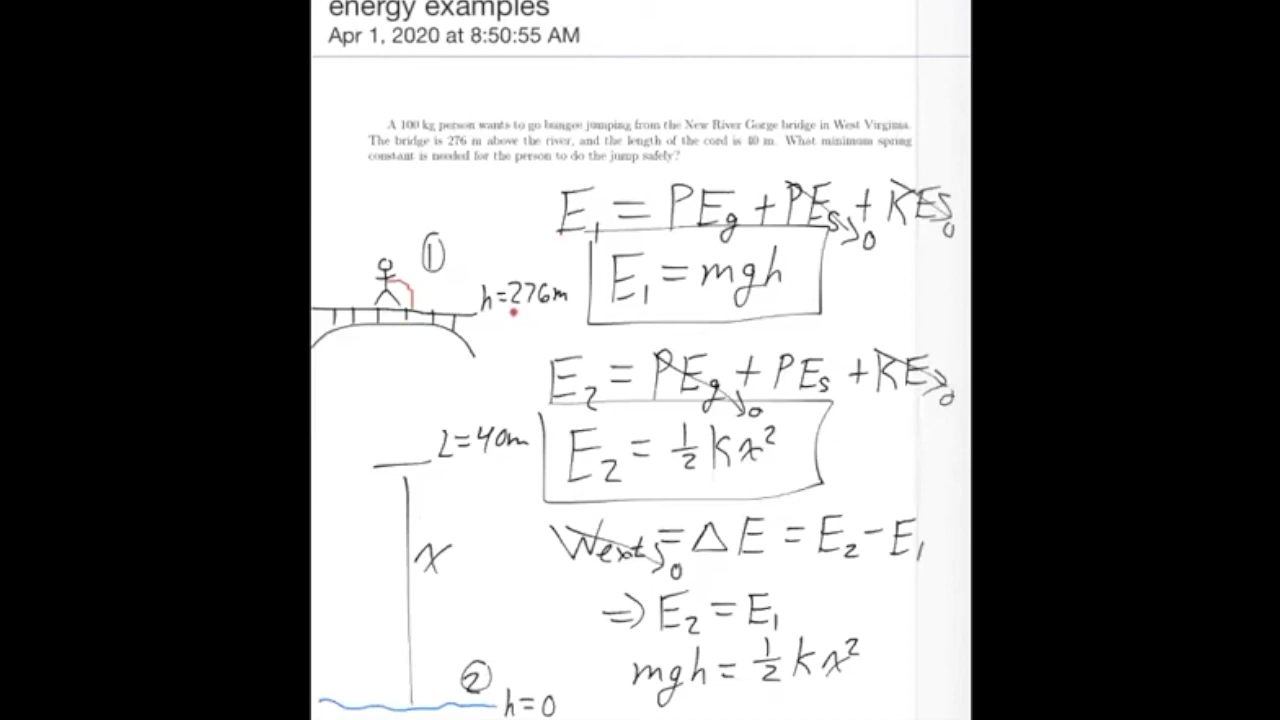 energy examples
Apr 1, 2020 at 8:50:55 AM
A 100 kg person wants to go bungee jumping from the New River Gorge bridge in West Virginia.
The bridge is 276 m above the river, and the length of the cord is 40 m. What minimum spring
constant is needed for the person to do the jump safely?
E₁ = PEg + PEs→0 + KE→0
①
E₁ = mgh
h=276m
E₂ = PEg→0 + PEs + KE→0
L=40m
E₂ = ½kx²
Wext→0 = ΔE = E₂ - E₁
x
⇒ E₂ = E₁
mgh = ½kx²
②
h=0